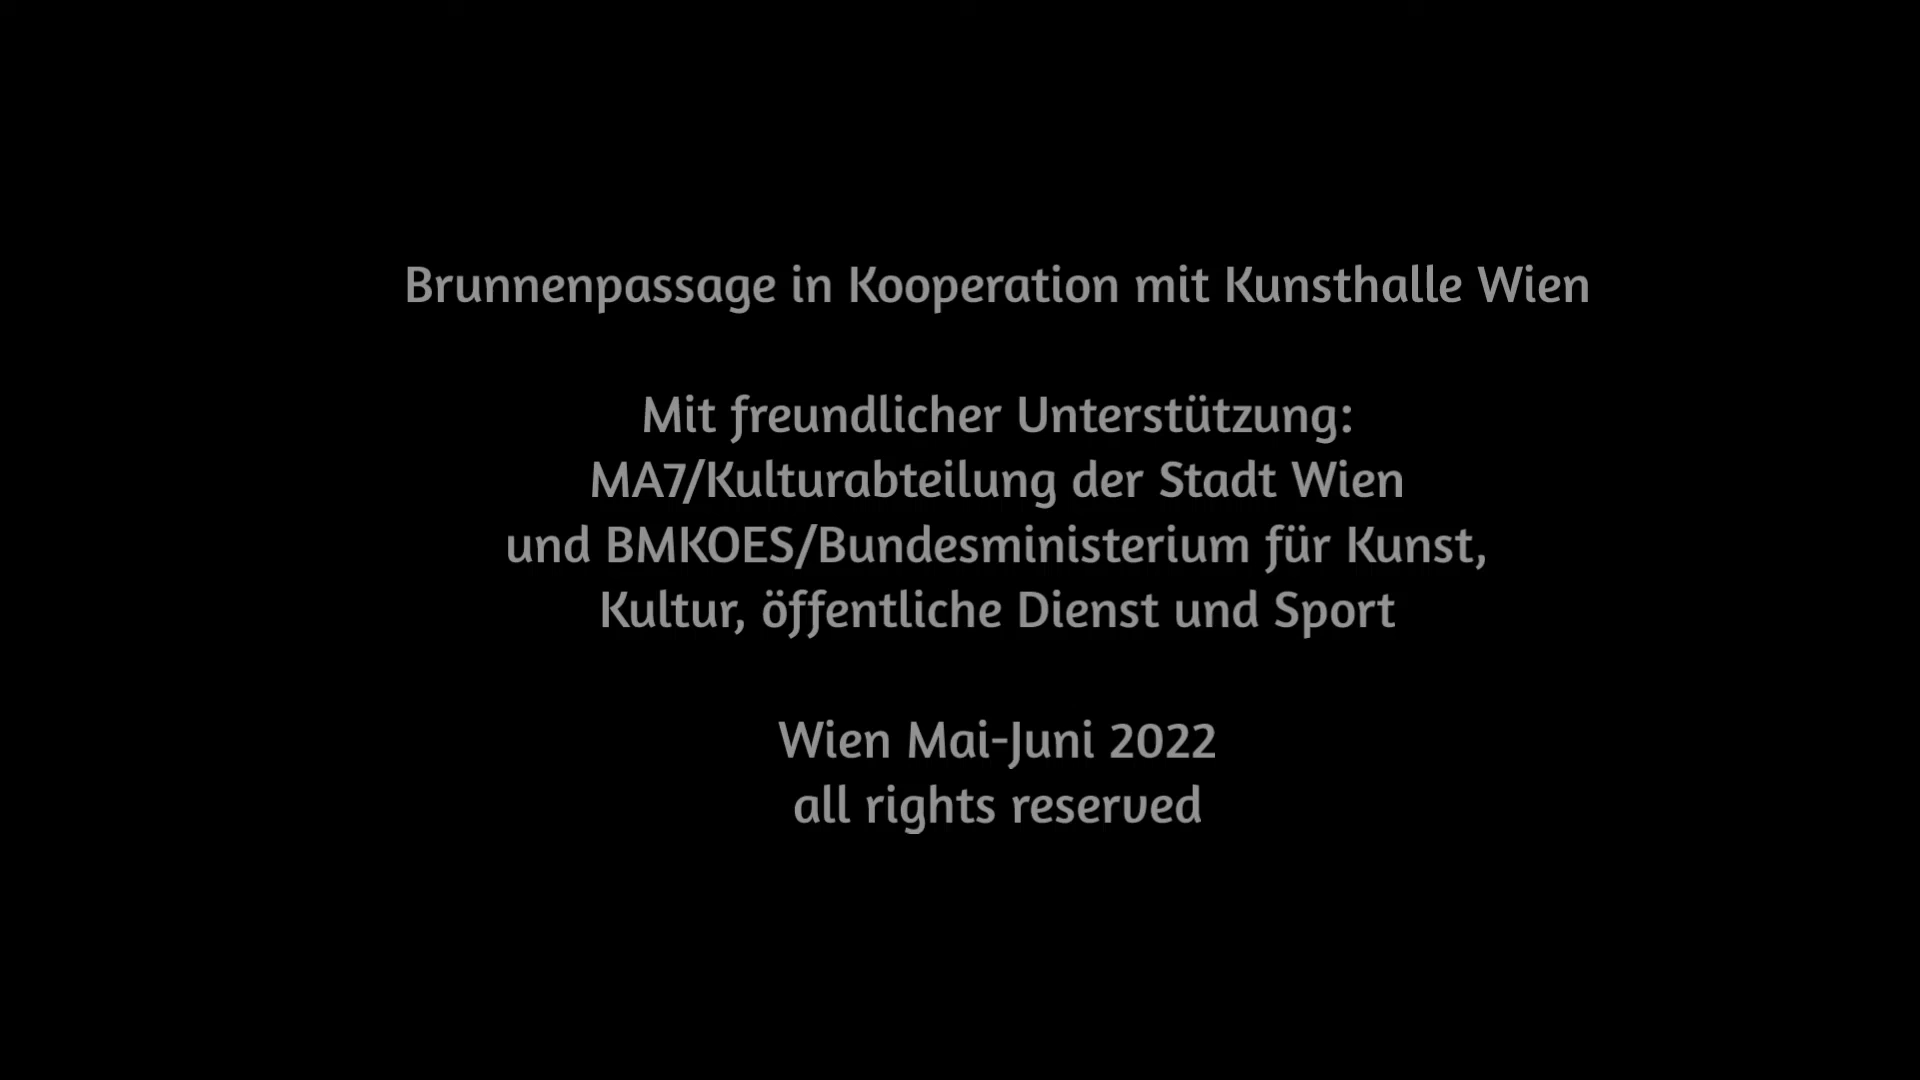 Brunnenpassage in Kooperation mit Kunsthalle Wien
Mit freundlicher Unterstützung:
MA7/Kulturabteilung der Stadt Wien
und BMKOES/Bundesministerium für Kunst,
Kultur, öffentliche Dienst und Sport
Wien Mai-Juni 2022
all rights reserved